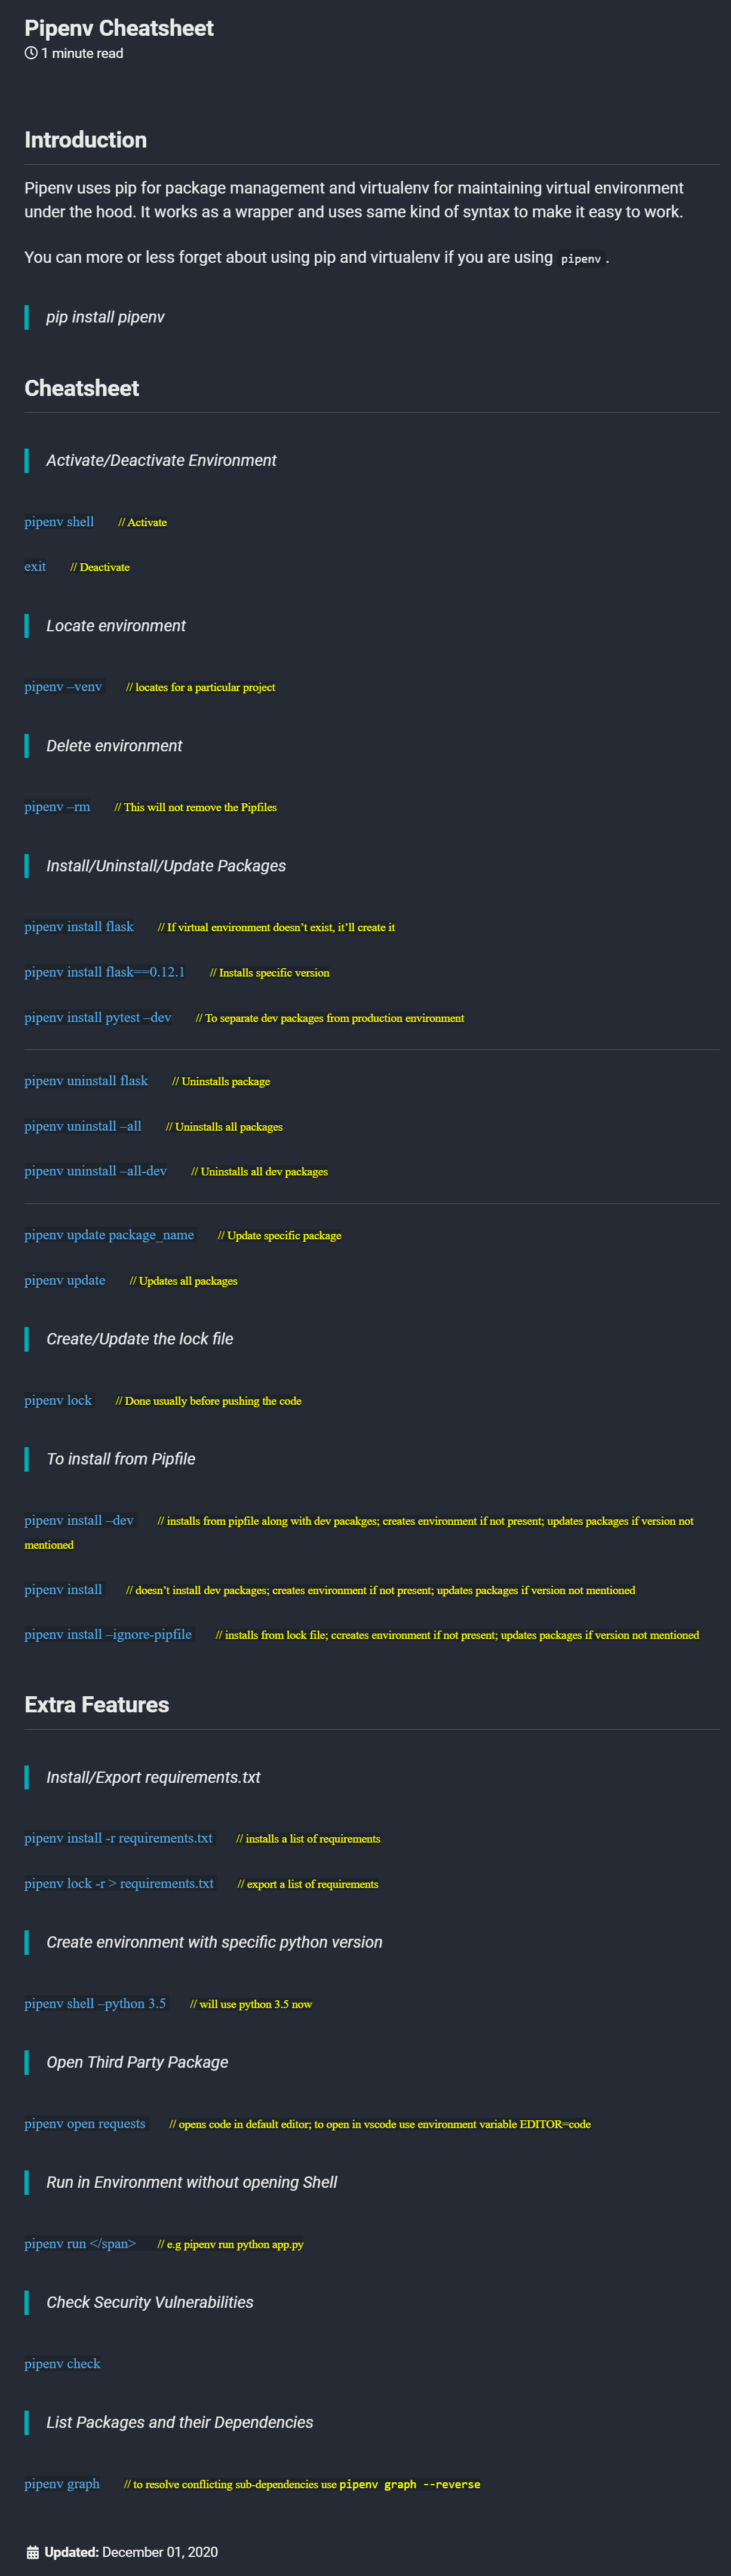 Pipenv Cheatsheet
1 minute read
Introduction
Pipenv uses pip for package management and virtualenv for maintaining virtual environment
under the hood. It works as a wrapper and uses same kind of syntax to make it easy to work.
You can more or less forget about using pip and virtualenv if you are using pipenv.
pip install pipenv
Cheatsheet
Activate/Deactivate Environment
pipenv shell // Activate
exit // Deactivate
Locate environment
pipenv –venv // locates for a particular project
Delete environment
pipenv –rm // This will not remove the Pipfiles
Install/Uninstall/Update Packages
pipenv install flask // If virtual environment doesn’t exist, it’ll create it
pipenv install flask==0.12.1 // Installs specific version
pipenv install pytest –dev // To separate dev packages from production environment
pipenv uninstall flask // Uninstalls package
pipenv uninstall –all // Uninstalls all packages
pipenv uninstall –all-dev // Uninstalls all dev packages
pipenv update package_name // Update specific package
pipenv update // Updates all packages
Create/Update the lock file
pipenv lock // Done usually before pushing the code
To install from Pipfile
pipenv install –dev // installs from pipfile along with dev pacakges; creates environment if not present; updates packages if version not
mentioned
pipenv install // doesn’t install dev packages; creates environment if not present; updates packages if version not mentioned
pipenv install –ignore-pipfile // installs from lock file; ccreates environment if not present; updates packages if version not mentioned
Extra Features
Install/Export requirements.txt
pipenv install -r requirements.txt // installs a list of requirements
pipenv lock -r > requirements.txt // export a list of requirements
Create environment with specific python version
pipenv shell –python 3.5 // will use python 3.5 now
Open Third Party Package
pipenv open requests // opens code in default editor; to open in vscode use environment variable EDITOR=code
Run in Environment without opening Shell
pipenv run </span> // e.g pipenv run python app.py
Check Security Vulnerabilities
pipenv check
List Packages and their Dependencies
pipenv graph // to resolve conflicting sub-dependencies use pipenv graph --reverse
Updated: December 01, 2020